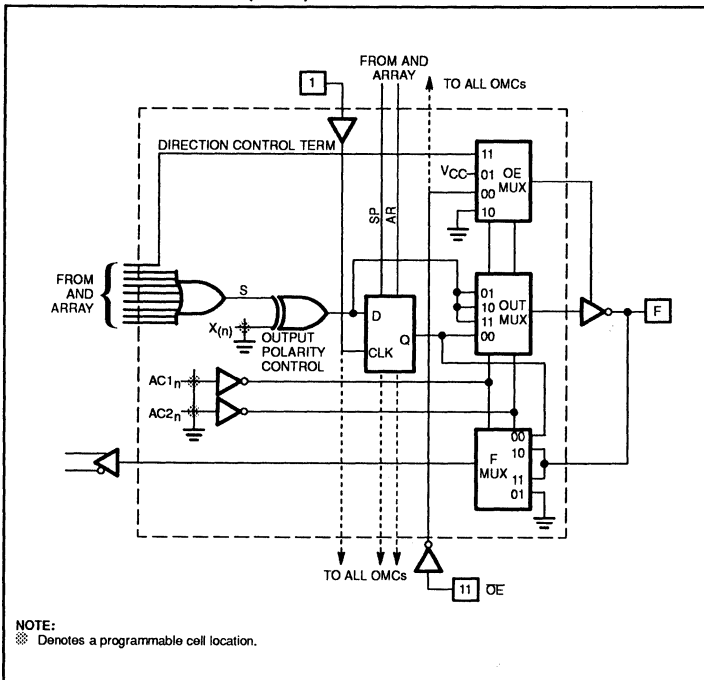 FROM AND
ARRAY
1
TO ALL OMCs
DIRECTION CONTROL TERM
11
VCC
01
OE
00
MUX
10
SP
AR
FROM
AND
ARRAY
S
X(n)
OUTPUT
POLARITY
CONTROL
D
Q
CLK
01
10
OUT
11
MUX
00
F
AC1n
AC2n
00
10
F
MUX
11
01
TO ALL OMCs
11
OE
NOTE:
Denotes a programmable cell location.